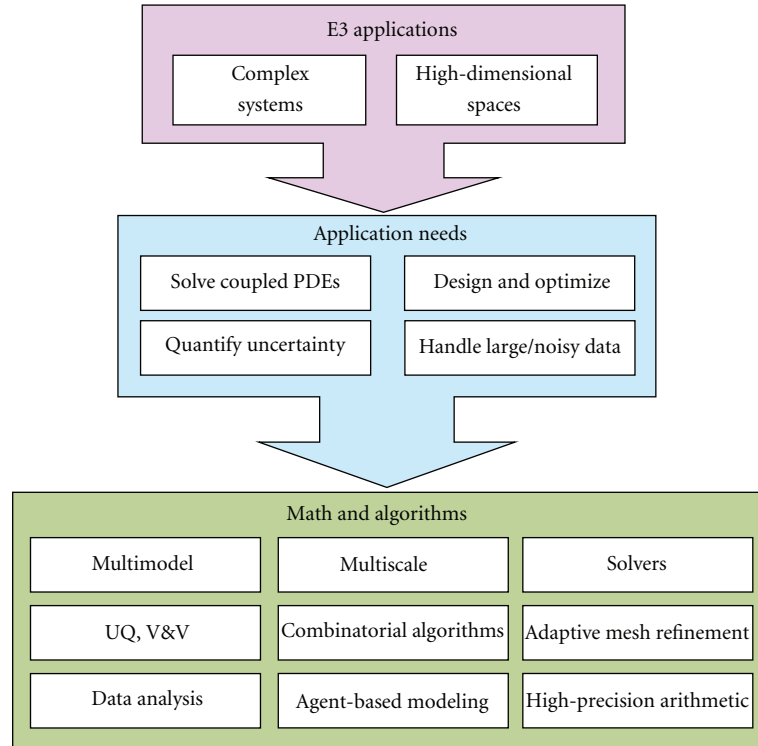 E3 applications
Complex
systems
High-dimensional
spaces
Application needs
Solve coupled PDEs
Design and optimize
Quantify uncertainty
Handle large/noisy data
Math and algorithms
Multimodel
Multiscale
Solvers
UQ, V&V
Combinatorial algorithms
Adaptive mesh refinement
Data analysis
Agent-based modeling
High-precision arithmetic